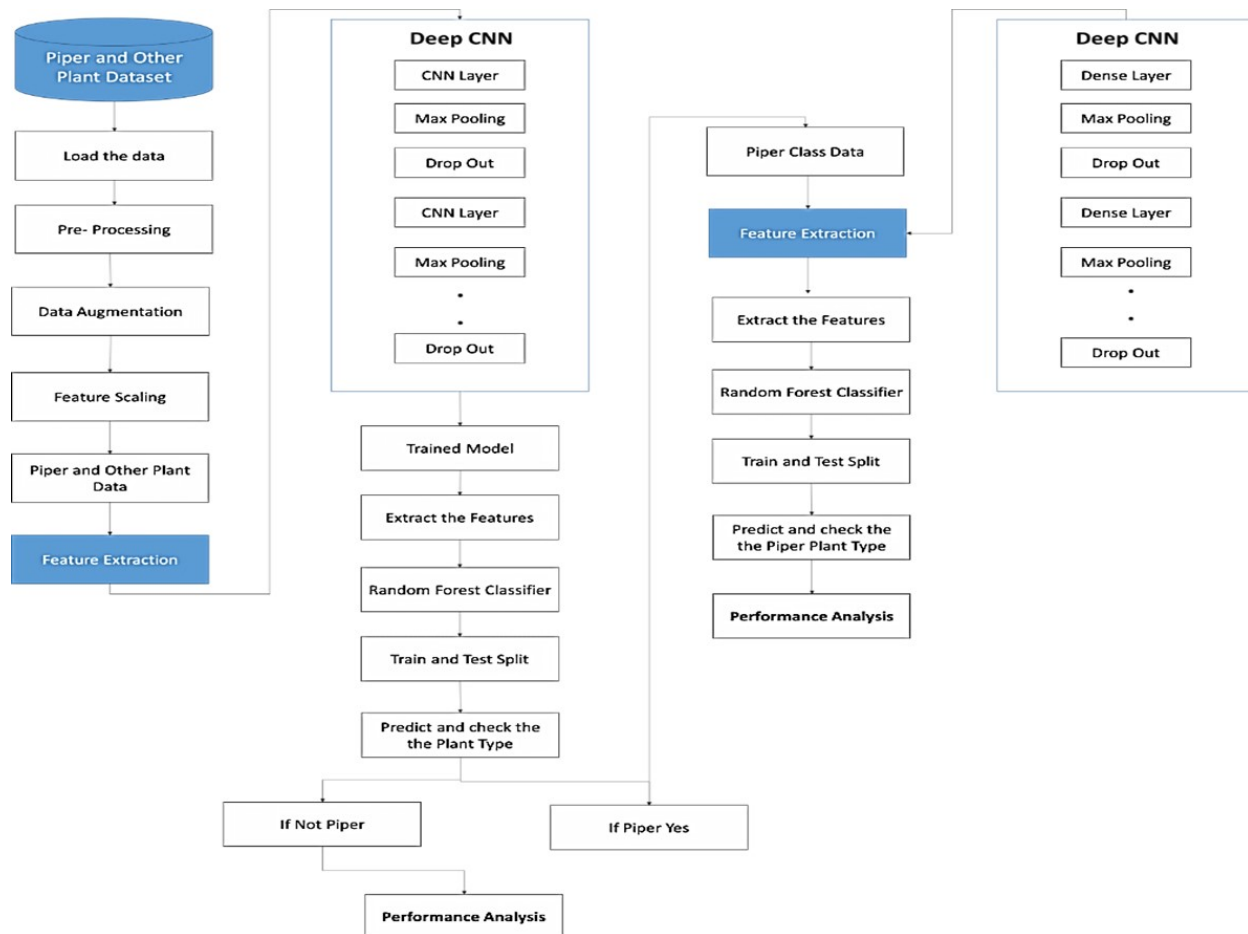 Piper and Other
Plant Dataset
Load the data
Pre- Processing
Data Augmentation
Feature Scaling
Piper and Other Plant
Data
Feature Extraction
Deep CNN
CNN Layer
Max Pooling
Drop Out
CNN Layer
Max Pooling
Drop Out
Trained Model
Extract the Features
Random Forest Classifier
Train and Test Split
Predict and check the
the Plant Type
If Not Piper
If Piper Yes
Performance Analysis
Piper Class Data
Feature Extraction
Extract the Features
Random Forest Classifier
Train and Test Split
Predict and check the
the Piper Plant Type
Performance Analysis
Deep CNN
Dense Layer
Max Pooling
Drop Out
Dense Layer
Max Pooling
Drop Out